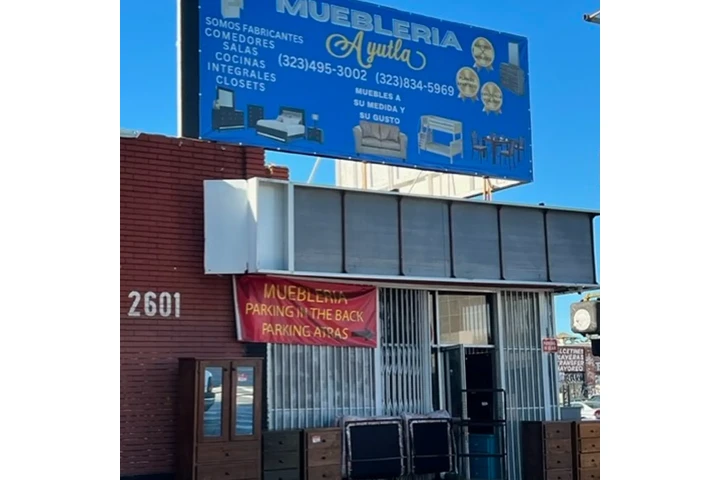 MUEBLERIA
Ayutla
SOMOS FABRICANTES
COMEDORES
SALAS
COCINAS
INTEGRALES
CLOSETS
(323)495-3002 (323)834-5969
MUEBLES A
SU MEDIDA Y
SU GUSTO
2601
MUEBLERIA
PARKING IN THE BACK
PARKING ATRAS